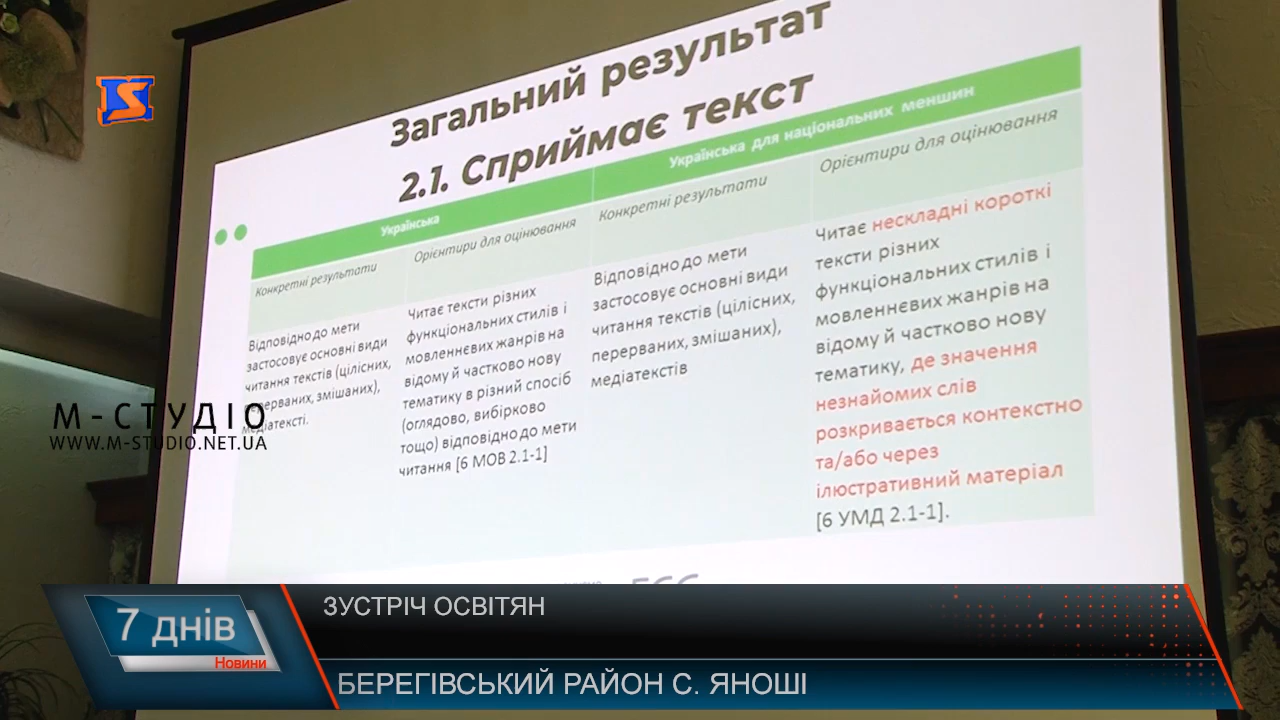 Загальний результат
2.1. Сприймає текст
Українська
Українська для національних меншин
Конкретні результати
Орієнтири для оцінювання
Конкретні результати
Орієнтири для оцінювання
Відповідно до мети
застосовує основні види
читання текстів (цілісних,
перерваних, змішаних),
медіатексті.
Читає тексти різних
функціональних стилів і
мовленнєвих жанрів на
відому й частково нову
тематику в різний спосіб
(оглядово, вибірково
тощо) відповідно до мети
читання [6 МОВ 2.1-1]
Відповідно до мети
застосовує основні види
читання текстів (цілісних,
перерваних, змішаних),
медіатекстів
Читає нескладні короткі
тексти різних
функціональних стилів і
мовленнєвих жанрів на
відому й частково нову
тематику, де значення
незнайомих слів
розкривається контекстно
та/або через
ілюстративний матеріал
[6 УМД 2.1-1].
М-СТУДІО
WWW.M-STUDIO.NET.UA
7 днів
Новини
ЗУСТРІЧ ОСВІТЯН
БЕРЕГІВСЬКИЙ РАЙОН С. ЯНОШІ